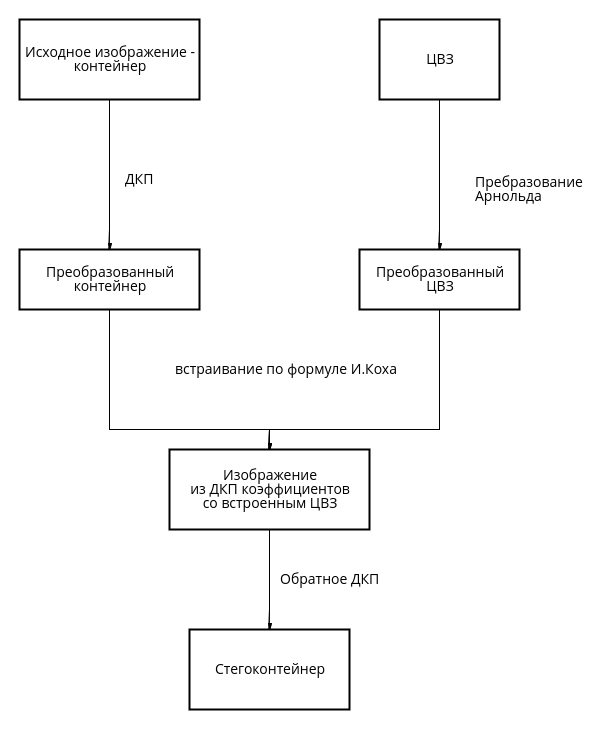 Исходное изображение -
контейнер
ЦВЗ
ДКП
Пребразование
Арнольда
Преобразованный
контейнер
Преобразованный
ЦВЗ
встраивание по формуле И.Коха
Изображение
из ДКП коэффициентов
со встроенным ЦВЗ
Обратное ДКП
Стегоконтейнер